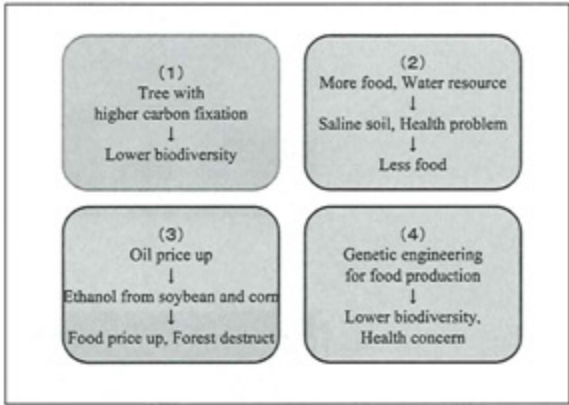 (1)
Tree with
higher carbon fixation
↓
Lower biodiversity
(2)
More food, Water resource
↓
Saline soil, Health problem
↓
Less food
(3)
Oil price up
↓
Ethanol from soybean and corn
↓
Food price up, Forest destruct
(4)
Genetic engineering
for food production
↓
Lower biodiversity,
Health concern